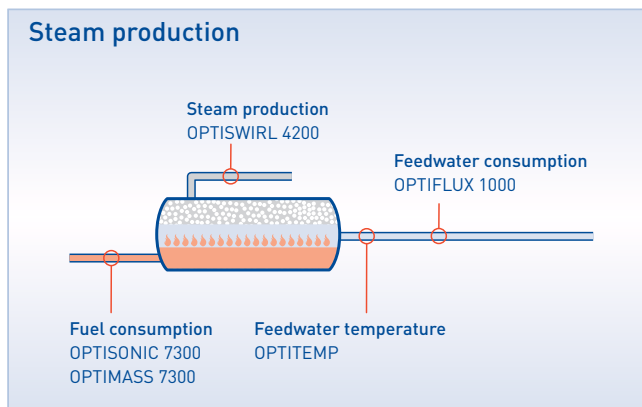 Steam production
Steam production
OPTISWIRL 4200
Feedwater consumption
OPTIFLUX 1000
Fuel consumption
OPTISONIC 7300
OPTIMASS 7300
Feedwater temperature
OPTITEMP